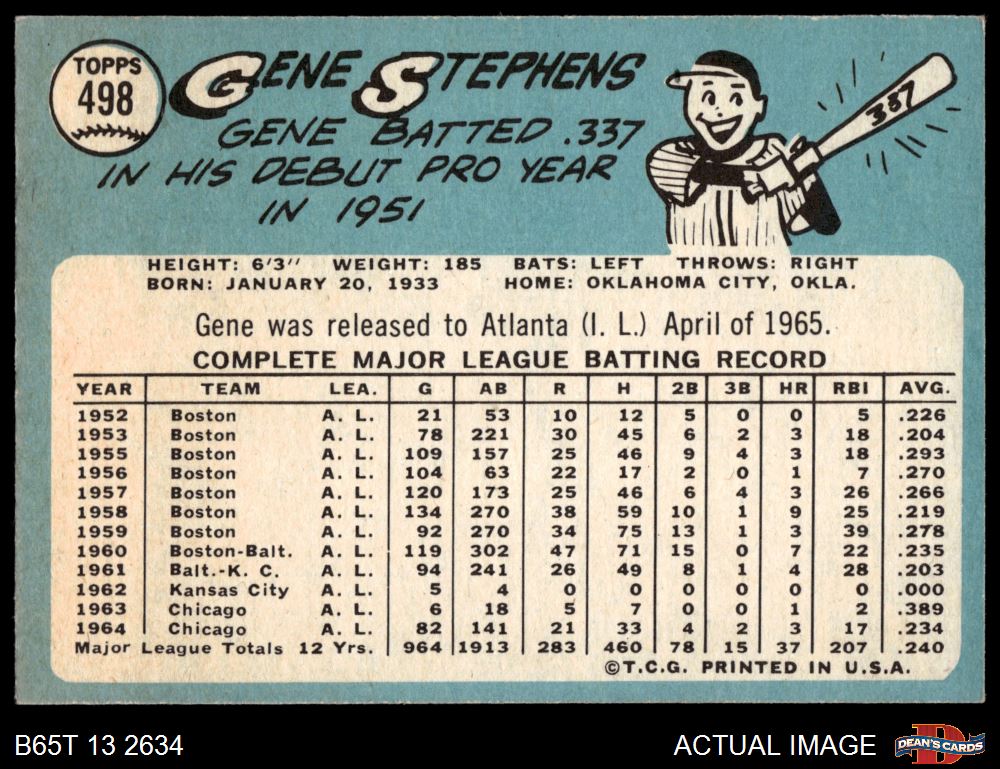 TOPPS
498
GENE STEPHENS
GENE BATTED .337
IN HIS DEBUT PRO YEAR
IN 1951
337
HEIGHT: 6'3" WEIGHT: 185 BATS: LEFT THROWS: RIGHT
BORN: JANUARY 20, 1933 HOME: OKLAHOMA CITY, OKLA.
Gene was released to Atlanta (I. L.) April of 1965.
COMPLETE MAJOR LEAGUE BATTING RECORD
YEAR TEAM LEA. G AB R H 2B 3B HR RBI AVG.
1952 Boston A. L. 21 53 10 12 5 0 0 5 .226
1953 Boston A. L. 78 221 30 45 6 2 3 18 .204
1955 Boston A. L. 109 157 25 46 9 4 3 18 .293
1956 Boston A. L. 104 63 22 17 2 0 1 7 .270
1957 Boston A. L. 120 173 25 46 6 4 3 26 .266
1958 Boston A. L. 134 270 38 59 10 1 9 25 .219
1959 Boston A. L. 92 270 34 75 13 1 3 39 .278
1960 Boston-Balt. A. L. 119 302 47 71 15 0 7 22 .235
1961 Balt.-K. C. A. L. 94 241 26 49 8 1 4 28 .203
1962 Kansas City A. L. 5 4 0 0 0 0 0 0 .000
1963 Chicago A. L. 6 18 5 7 0 0 1 2 .389
1964 Chicago A. L. 82 141 21 33 4 2 3 17 .234
Major League Totals 12 Yrs. 964 1913 283 460 78 15 37 207 .240
©T.C.G. PRINTED IN U.S.A.
B65T 13 2634 ACTUAL IMAGE D DEAN'S CARDS